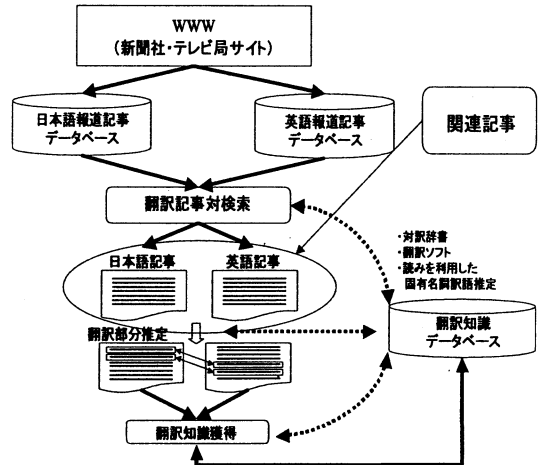 WWW
(新聞社・テレビ局サイト)
日本語報道記事
データベース
英語報道記事
データベース
関連記事
翻訳記事対検索
・対訳辞書
・翻訳ソフト
・読みを利用した
固有名詞訳語推定
日本語記事
英語記事
翻訳知識
データベース
翻訳部分推定
翻訳知識獲得